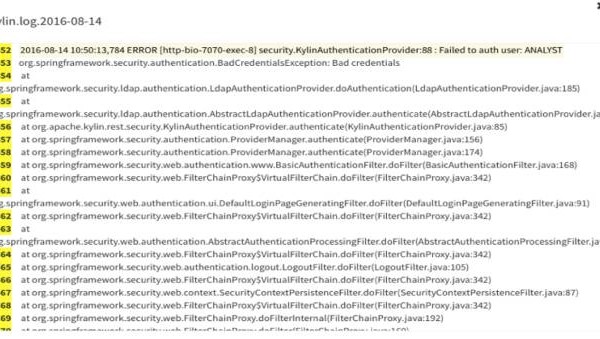 ylin.log.2016-08-14
52 2016-08-14 10:50:13,784 ERROR [http-bio-7070-exec-8] security.KylinAuthenticationProvider:88 : Failed to auth user: ANALYST
53 org.springframework.security.authentication.BadCredentialsException: Bad credentials
54 at
g.springframework.security.ldap.authentication.LdapAuthenticationProvider.doAuthentication(LdapAuthenticationProvider.java:185)
55 at
g.springframework.security.ldap.authentication.AbstractLdapAuthenticationProvider.authenticate(AbstractLdapAuthenticationProvider.ja
56 at org.apache.kylin.rest.security.KylinAuthenticationProvider.authenticate(KylinAuthenticationProvider.java:85)
57 at org.springframework.security.authentication.ProviderManager.authenticate(ProviderManager.java:156)
58 at org.springframework.security.authentication.ProviderManager.authenticate(ProviderManager.java:174)
59 at org.springframework.security.web.authentication.www.BasicAuthenticationFilter.doFilter(BasicAuthenticationFilter.java:168)
60 at org.springframework.security.web.FilterChainProxy$VirtualFilterChain.doFilter(FilterChainProxy.java:342)
61 at
g.springframework.security.web.authentication.ui.DefaultLoginPageGeneratingFilter.doFilter(DefaultLoginPageGeneratingFilter.java:91)
62 at org.springframework.security.web.FilterChainProxy$VirtualFilterChain.doFilter(FilterChainProxy.java:342)
63 at
g.springframework.security.web.authentication.AbstractAuthenticationProcessingFilter.doFilter(AbstractAuthenticationProcessingFilter.ja
64 at org.springframework.security.web.FilterChainProxy$VirtualFilterChain.doFilter(FilterChainProxy.java:342)
65 at org.springframework.security.web.authentication.logout.LogoutFilter.doFilter(LogoutFilter.java:105)
66 at org.springframework.security.web.FilterChainProxy$VirtualFilterChain.doFilter(FilterChainProxy.java:342)
67 at org.springframework.security.web.context.SecurityContextPersistenceFilter.doFilter(SecurityContextPersistenceFilter.java:87)
68 at org.springframework.security.web.FilterChainProxy$VirtualFilterChain.doFilter(FilterChainProxy.java:342)
69 at org.springframework.security.web.FilterChainProxy.doFilterInternal(FilterChainProxy.java:192)
70 at org.springframework.security.web.FilterChainProxy.doFilter(FilterChainProxy.java:160)